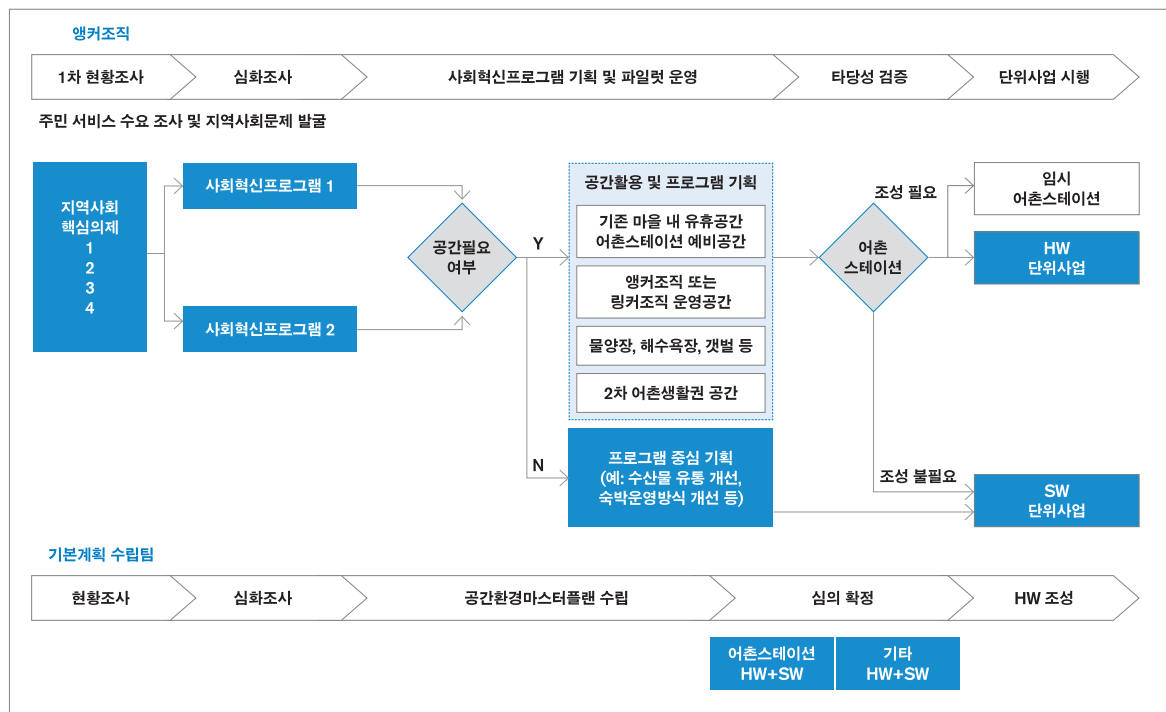 앵커조직
1차 현황조사
심화조사
사회혁신프로그램 기획 및 파일럿 운영
타당성 검증
단위사업 시행
주민 서비스 수요 조사 및 지역사회문제 발굴
지역사회
핵심의제
1
2
3
4
사회혁신프로그램 1
사회혁신프로그램 2
공간필요
여부
Y
N
공간활용 및 프로그램 기획
기존 마을 내 유휴공간
어촌스테이션 예비공간
앵커조직 또는
링커조직 운영공간
물양장, 해수욕장, 갯벌 등
2차 어촌생활권 공간
프로그램 중심 기획
(예: 수산물 유통 개선,
숙박운영방식 개선 등)
어촌
스테이션
조성 필요
조성 불필요
임시
어촌스테이션
HW
단위사업
SW
단위사업
기본계획 수립팀
현황조사
심화조사
공간환경마스터플랜 수립
심의 확정
HW 조성
어촌스테이션
HW+SW
기타
HW+SW